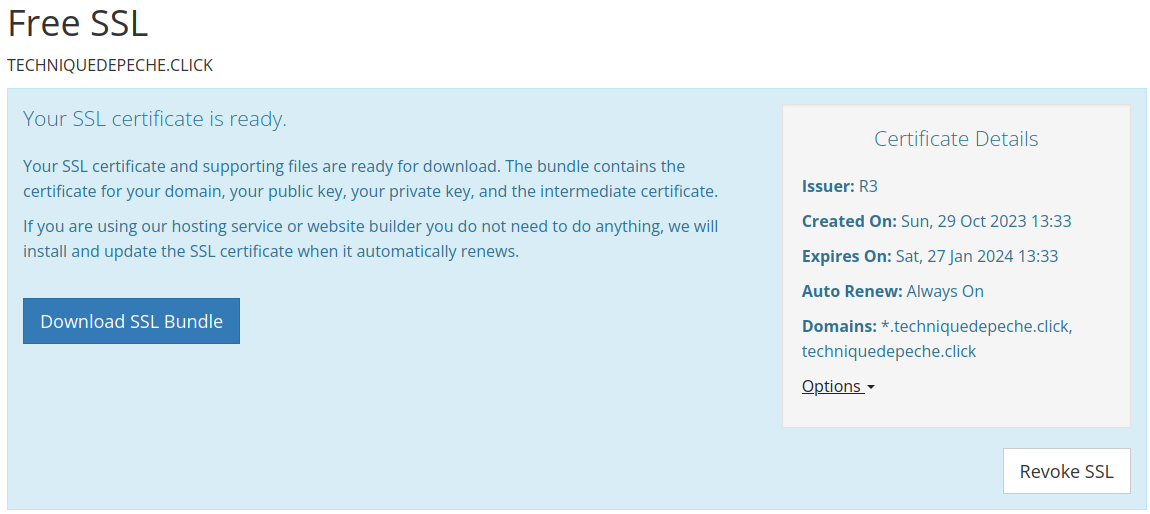 Free SSL
TECHNIQUEDEPECHE.CLICK
Your SSL certificate is ready.
Your SSL certificate and supporting files are ready for download. The bundle contains the
certificate for your domain, your public key, your private key, and the intermediate certificate.
If you are using our hosting service or website builder you do not need to do anything, we will
install and update the SSL certificate when it automatically renews.
Download SSL Bundle
Certificate Details
Issuer: R3
Created On: Sun, 29 Oct 2023 13:33
Expires On: Sat, 27 Jan 2024 13:33
Auto Renew: Always On
Domains: *.techniquedepeche.click,
techniquedepeche.click
Options
Revoke SSL